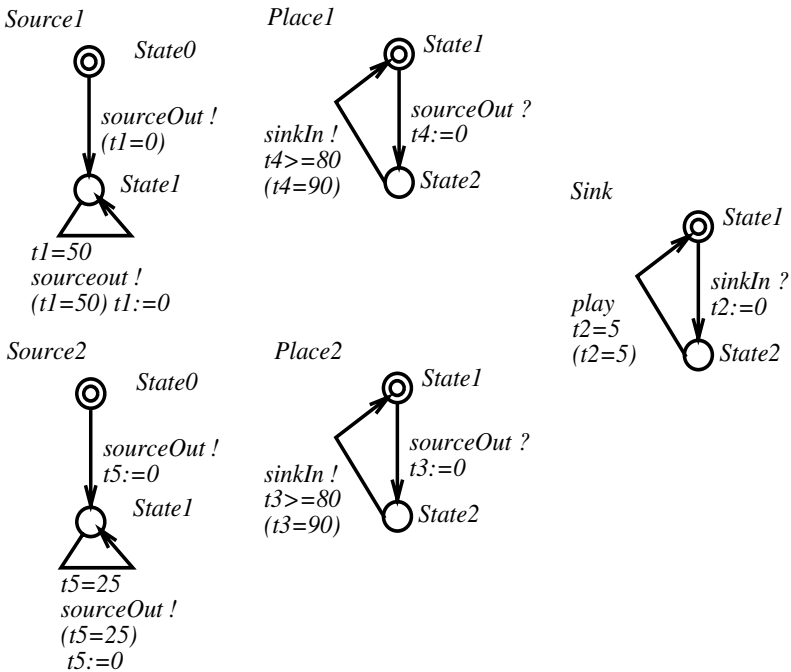 Source1
State0
sourceOut !
(t1=0)
State1
t1=50
sourceout !
(t1=50) t1:=0
Place1
State1
sourceOut ?
t4:=0
sinkIn !
t4>=80
(t4=90)
State2
Sink
State1
sinkIn ?
t2:=0
play
t2=5
(t2=5)
State2
Source2
State0
sourceOut !
t5:=0
State1
t5=25
sourceOut !
(t5=25)
t5:=0
Place2
State1
sourceOut ?
t3:=0
sinkIn !
t3>=80
(t3=90)
State2